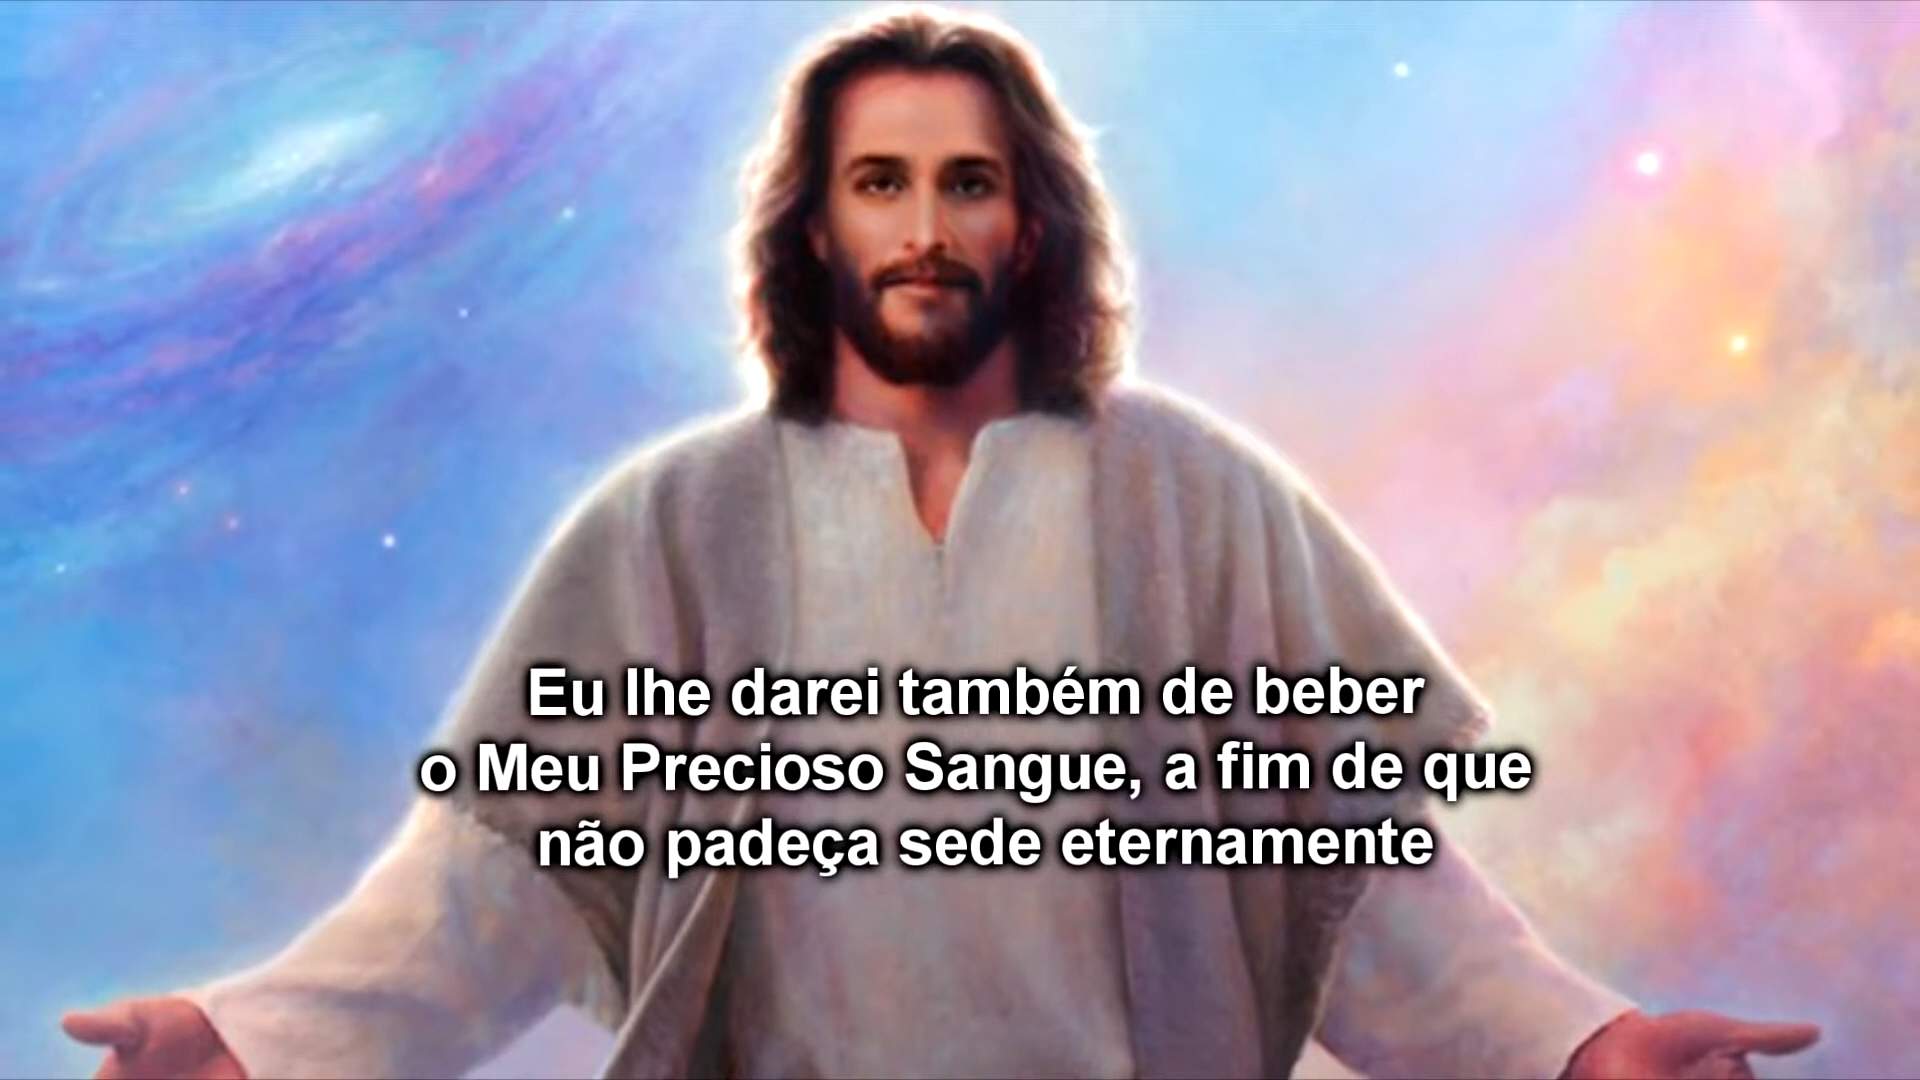 Eu lhe darei também de beber
o Meu Precioso Sangue, a fim de que
não padeça sede eternamente